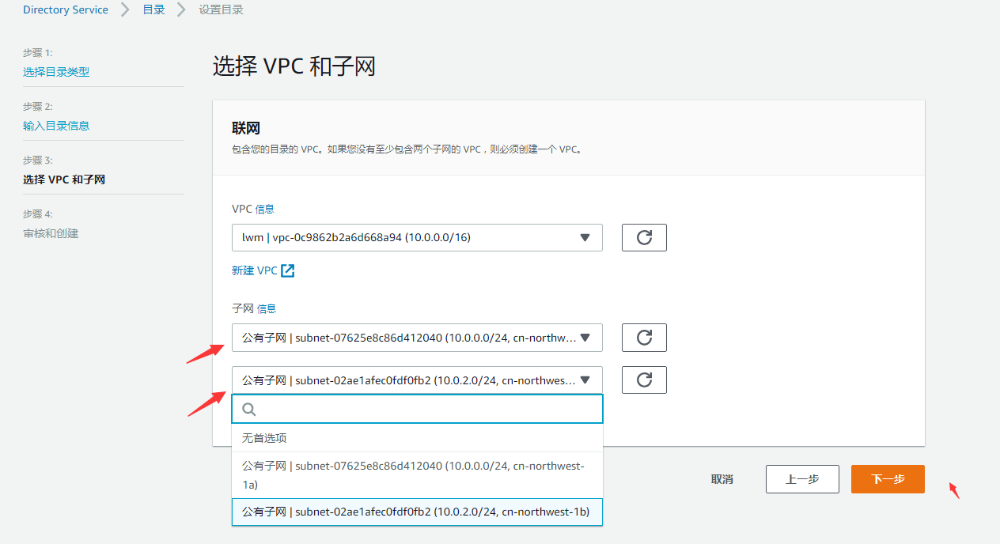 Directory Service 目录 设置目录
步骤 1:
选择目录类型
步骤 2:
输入目录信息
步骤 3:
选择 VPC 和子网
步骤 4:
审核和创建
选择 VPC 和子网
联网
包含您的目录的 VPC。如果您没有至少包含两个子网的 VPC，则必须创建一个 VPC。
VPC 信息
lwm | vpc-0c9862b2a6d668a94 (10.0.0.0/16)
新建 VPC
子网 信息
公有子网 | subnet-07625e8c86d412040 (10.0.0.0/24, cn-northw...
公有子网 | subnet-02ae1afec0fdf0fb2 (10.0.2.0/24, cn-northwes...
无首选项
公有子网 | subnet-07625e8c86d412040 (10.0.0.0/24, cn-northwest-
1a)
公有子网 | subnet-02ae1afec0fdf0fb2 (10.0.2.0/24, cn-northwest-1b)
取消 上一步 下一步